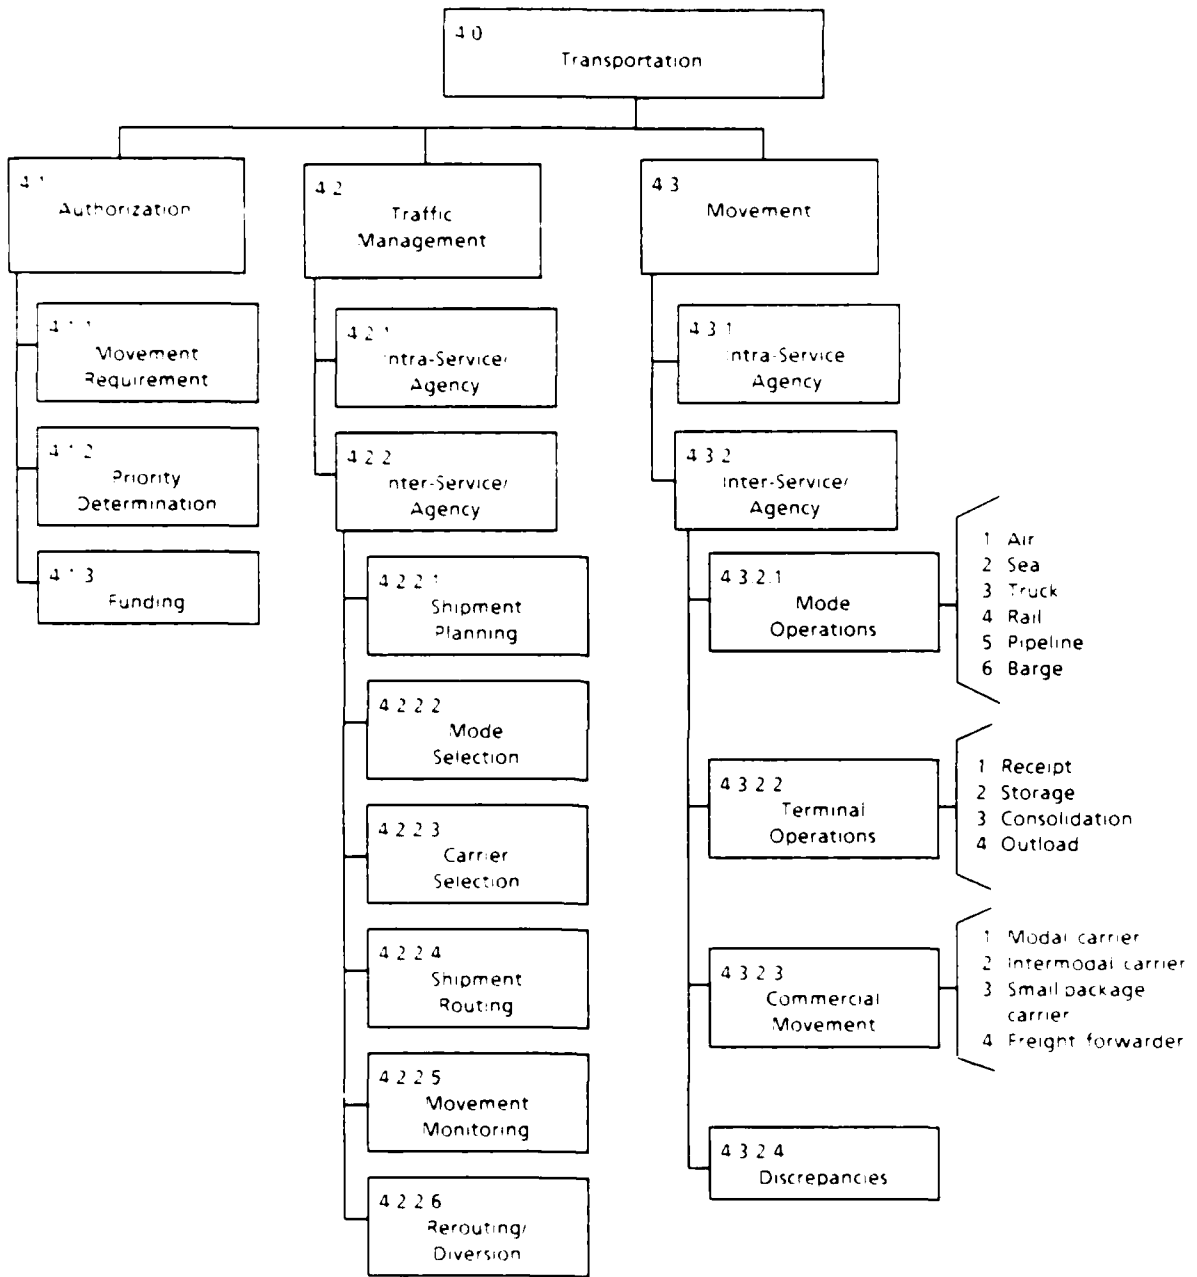 4.0
Transportation
4.1
Authorization
4.1.1
Movement
Requirement
4.1.2
Priority
Determination
4.1.3
Funding
4.2
Traffic
Management
4.2.1
Intra-Service/
Agency
4.2.2
Inter-Service/
Agency
4.2.2.1
Shipment
Planning
4.2.2.2
Mode
Selection
4.2.2.3
Carrier
Selection
4.2.2.4
Shipment
Routing
4.2.2.5
Movement
Monitoring
4.2.2.6
Rerouting/
Diversion
4.3
Movement
4.3.1
Intra-Service
Agency
4.3.2
Inter-Service/
Agency
4.3.2.1
Mode
Operations
1 Air
2 Sea
3 Truck
4 Rail
5 Pipeline
6 Barge
4.3.2.2
Terminal
Operations
1 Receipt
2 Storage
3 Consolidation
4 Outload
4.3.2.3
Commercial
Movement
1 Modal carrier
2 Intermodal carrier
3 Small package
carrier
4 Freight forwarder
4.3.2.4
Discrepancies